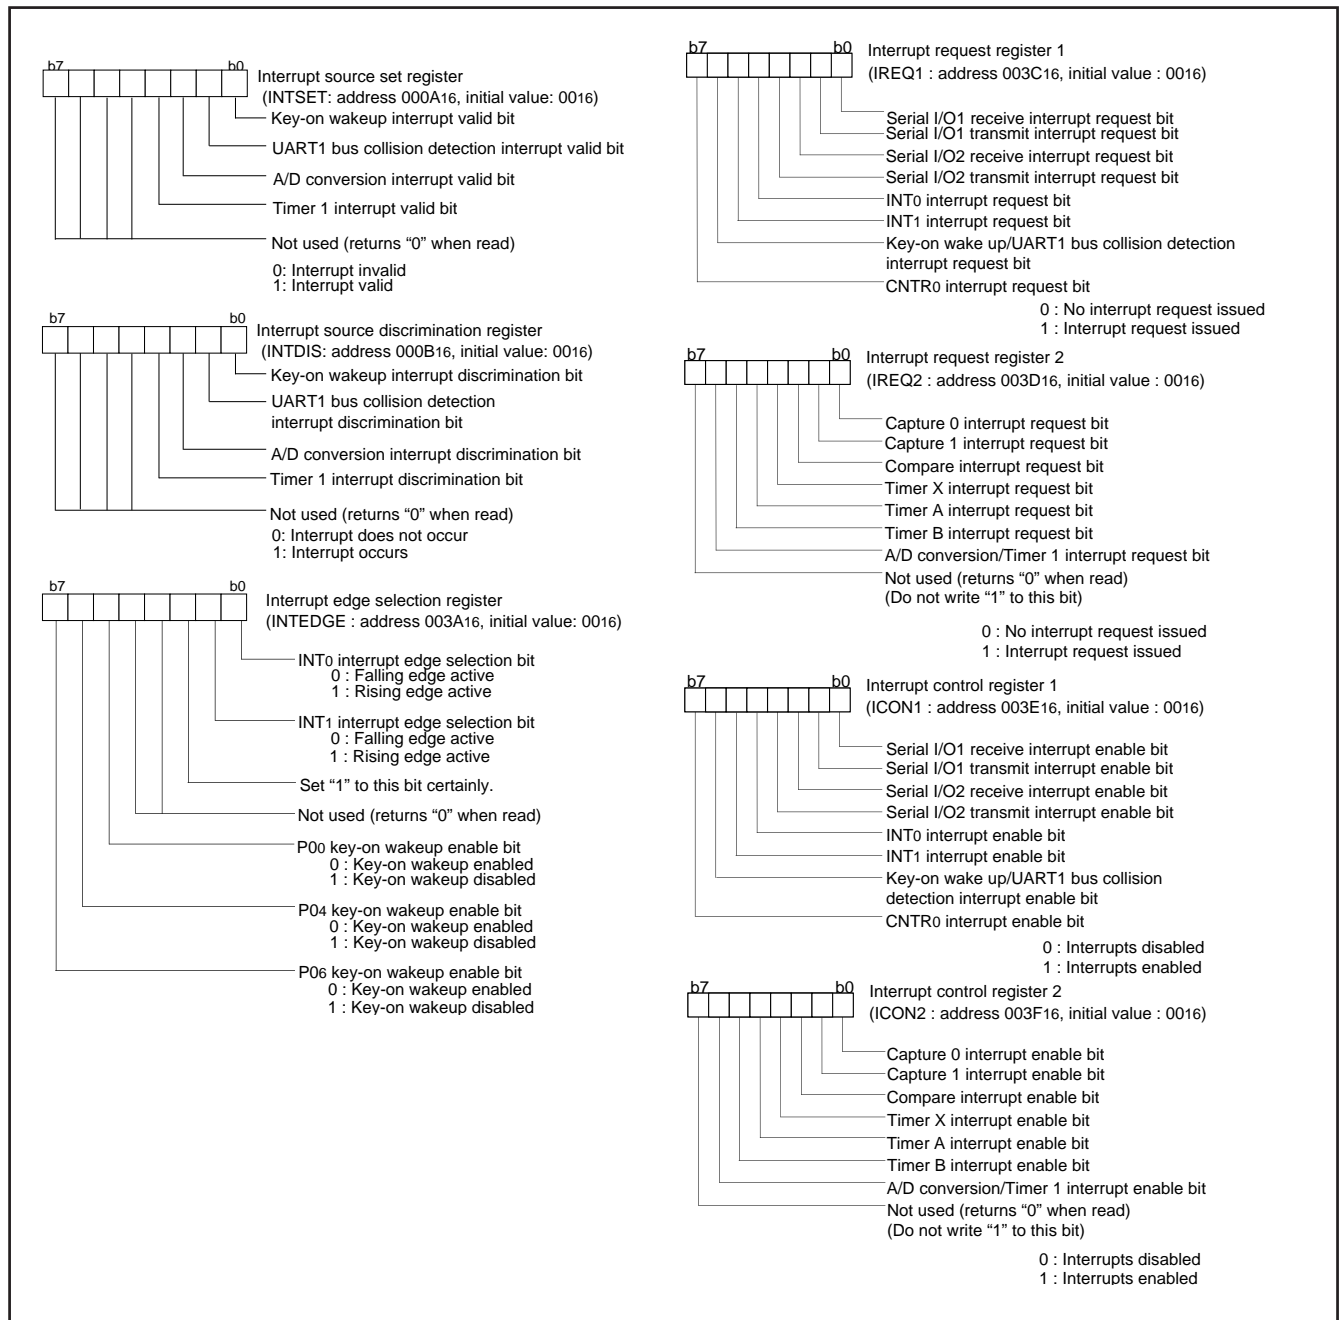 b7 b0
Interrupt source set register
(INTSET: address 000A16, initial value: 0016)
Key-on wakeup interrupt valid bit
UART1 bus collision detection interrupt valid bit
A/D conversion interrupt valid bit
Timer 1 interrupt valid bit
Not used (returns “0” when read)
0: Interrupt invalid
1: Interrupt valid
b7 b0
Interrupt source discrimination register
(INTDIS: address 000B16, initial value: 0016)
Key-on wakeup interrupt discrimination bit
UART1 bus collision detection
interrupt discrimination bit
A/D conversion interrupt discrimination bit
Timer 1 interrupt discrimination bit
Not used (returns “0” when read)
0: Interrupt does not occur
1: Interrupt occurs
b7 b0
Interrupt edge selection register
(INTEDGE : address 003A16, initial value: 0016)
INT0 interrupt edge selection bit
0 : Falling edge active
1 : Rising edge active
INT1 interrupt edge selection bit
0 : Falling edge active
1 : Rising edge active
Set “1” to this bit certainly.
Not used (returns “0” when read)
P00 key-on wakeup enable bit
0 : Key-on wakeup enabled
1 : Key-on wakeup disabled
P04 key-on wakeup enable bit
0 : Key-on wakeup enabled
1 : Key-on wakeup disabled
P06 key-on wakeup enable bit
0 : Key-on wakeup enabled
1 : Key-on wakeup disabled
b7 b0
Interrupt request register 1
(IREQ1 : address 003C16, initial value : 0016)
Serial I/O1 receive interrupt request bit
Serial I/O1 transmit interrupt request bit
Serial I/O2 receive interrupt request bit
Serial I/O2 transmit interrupt request bit
INT0 interrupt request bit
INT1 interrupt request bit
Key-on wake up/UART1 bus collision detection
interrupt request bit
CNTR0 interrupt request bit
0 : No interrupt request issued
1 : Interrupt request issued
b7 b0
Interrupt request register 2
(IREQ2 : address 003D16, initial value : 0016)
Capture 0 interrupt request bit
Capture 1 interrupt request bit
Compare interrupt request bit
Timer X interrupt request bit
Timer A interrupt request bit
Timer B interrupt request bit
A/D conversion/Timer 1 interrupt request bit
Not used (returns “0” when read)
(Do not write “1” to this bit)
0 : No interrupt request issued
1 : Interrupt request issued
b7 b0
Interrupt control register 1
(ICON1 : address 003E16, initial value : 0016)
Serial I/O1 receive interrupt enable bit
Serial I/O1 transmit interrupt enable bit
Serial I/O2 receive interrupt enable bit
Serial I/O2 transmit interrupt enable bit
INT0 interrupt enable bit
INT1 interrupt enable bit
Key-on wake up/UART1 bus collision
detection interrupt enable bit
CNTR0 interrupt enable bit
0 : Interrupts disabled
1 : Interrupts enabled
b7 b0
Interrupt control register 2
(ICON2 : address 003F16, initial value : 0016)
Capture 0 interrupt enable bit
Capture 1 interrupt enable bit
Compare interrupt enable bit
Timer X interrupt enable bit
Timer A interrupt enable bit
Timer B interrupt enable bit
A/D conversion/Timer 1 interrupt enable bit
Not used (returns “0” when read)
(Do not write “1” to this bit)
0 : Interrupts disabled
1 : Interrupts enabled